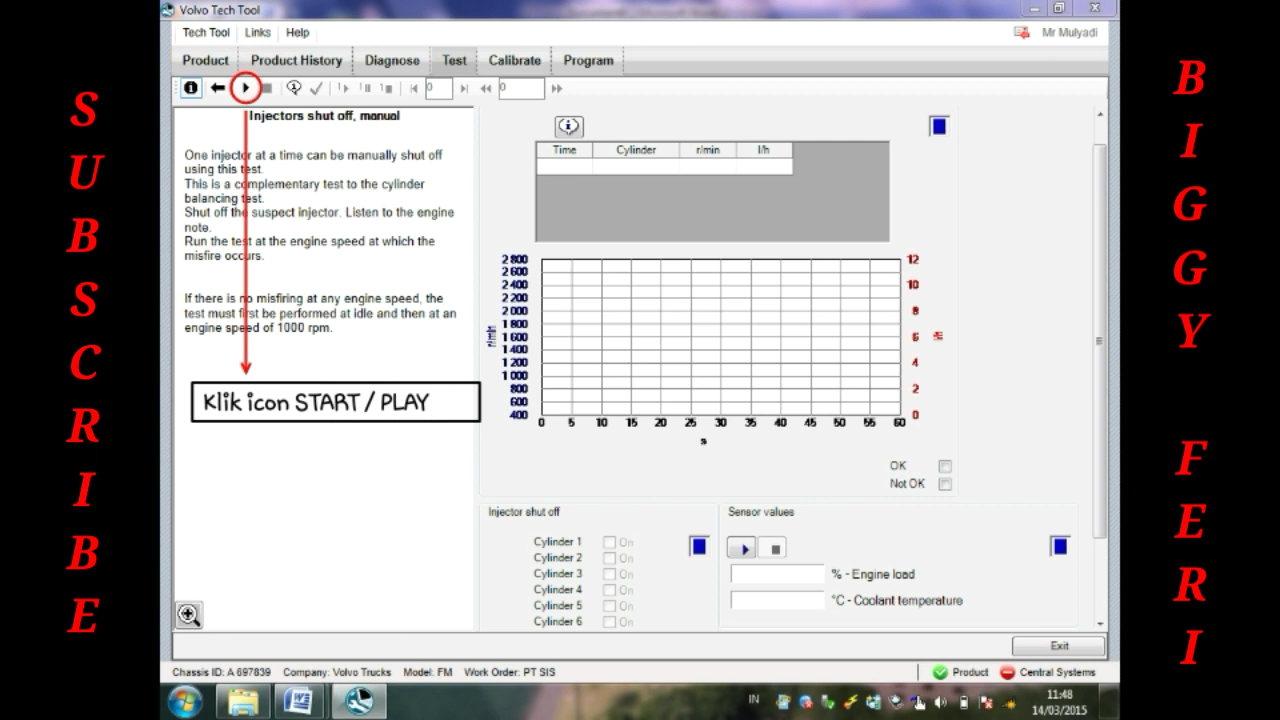 SUBSCRIBE
Volvo Tech Tool
Tech Tool Links Help
Mr Mulyadi
Product Product History Diagnose Test Calibrate Program
0 0
Injectors shut off, manual
One injector at a time can be manually shut off
using this test.
This is a complementary test to the cylinder
balancing test.
Shut off the suspect injector. Listen to the engine
note.
Run the test at the engine speed at which the
misfire occurs.
If there is no misfiring at any engine speed, the
test must first be performed at idle and then at an
engine speed of 1000 rpm.
Klik icon START / PLAY
Time Cylinder r/min l/h
2 800
2 600
2 400
2 200
2 000
1 800
1 600
1 400
1 200
1 000
800
600
400
r/min
12
10
8
6
4
2
0
l/h
0 5 10 15 20 25 30 35 40 45 50 55 60
s
OK
Not OK
Injector shut off
Cylinder 1 On
Cylinder 2 On
Cylinder 3 On
Cylinder 4 On
Cylinder 5 On
Cylinder 6 On
Sensor values
% - Engine load
°C - Coolant temperature
Exit
Chassis ID: A 697839 Company: Volvo Trucks Model: FM Work Order: PT SIS
Product Central Systems
IN
11:48
14/03/2015
BIGGY FERI